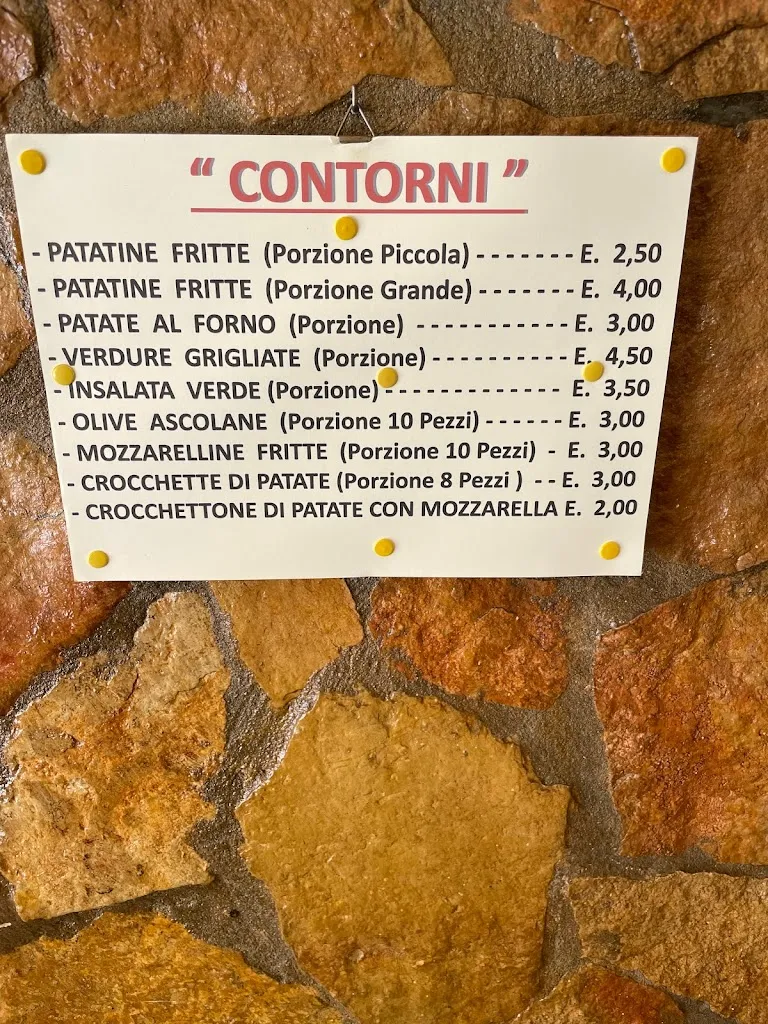 “ CONTORNI ”
- PATATINE FRITTE (Porzione Piccola) - - - - - - - E. 2,50
- PATATINE FRITTE (Porzione Grande) - - - - - - - E. 4,00
- PATATE AL FORNO (Porzione) - - - - - - - - - - - E. 3,00
- VERDURE GRIGLIATE (Porzione) - - - - - - - - - - E. 4,50
- INSALATA VERDE (Porzione) - - - - - - - - - - - - - E. 3,50
- OLIVE ASCOLANE (Porzione 10 Pezzi) - - - - - - E. 3,00
- MOZZARELLINE FRITTE (Porzione 10 Pezzi) - E. 3,00
- CROCCHETTE DI PATATE (Porzione 8 Pezzi ) - - E. 3,00
- CROCCHETTONE DI PATATE CON MOZZARELLA E. 2,00